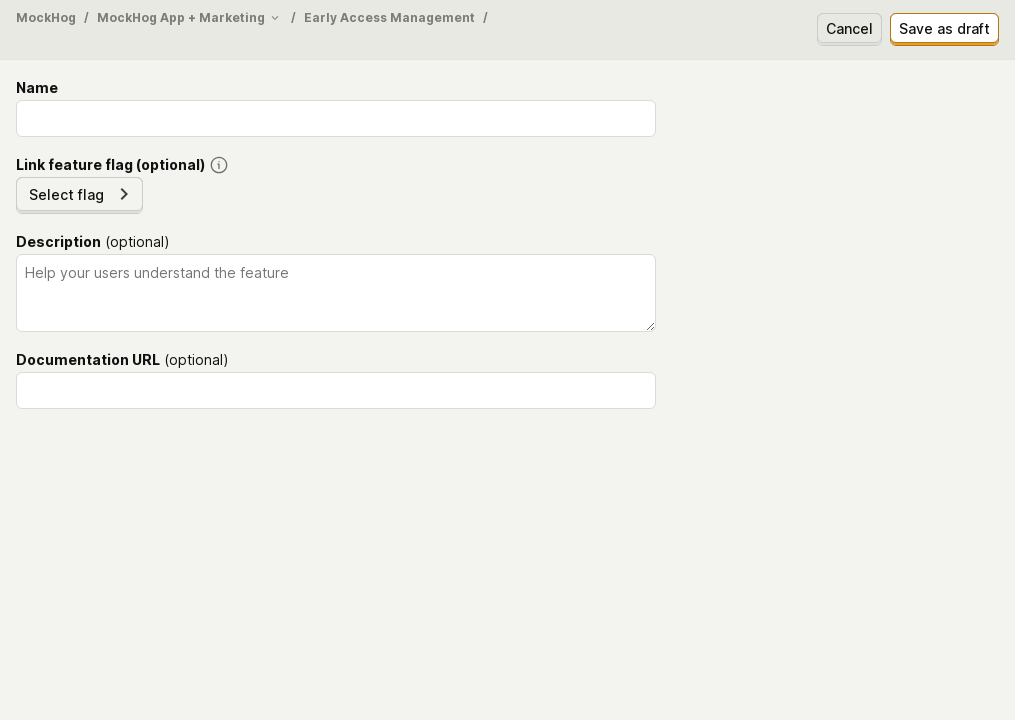 MockHog / MockHog App + Marketing / Early Access Management /
Cancel
Save as draft
Name
Link feature flag (optional)
Select flag
Description (optional)
Help your users understand the feature
Documentation URL (optional)